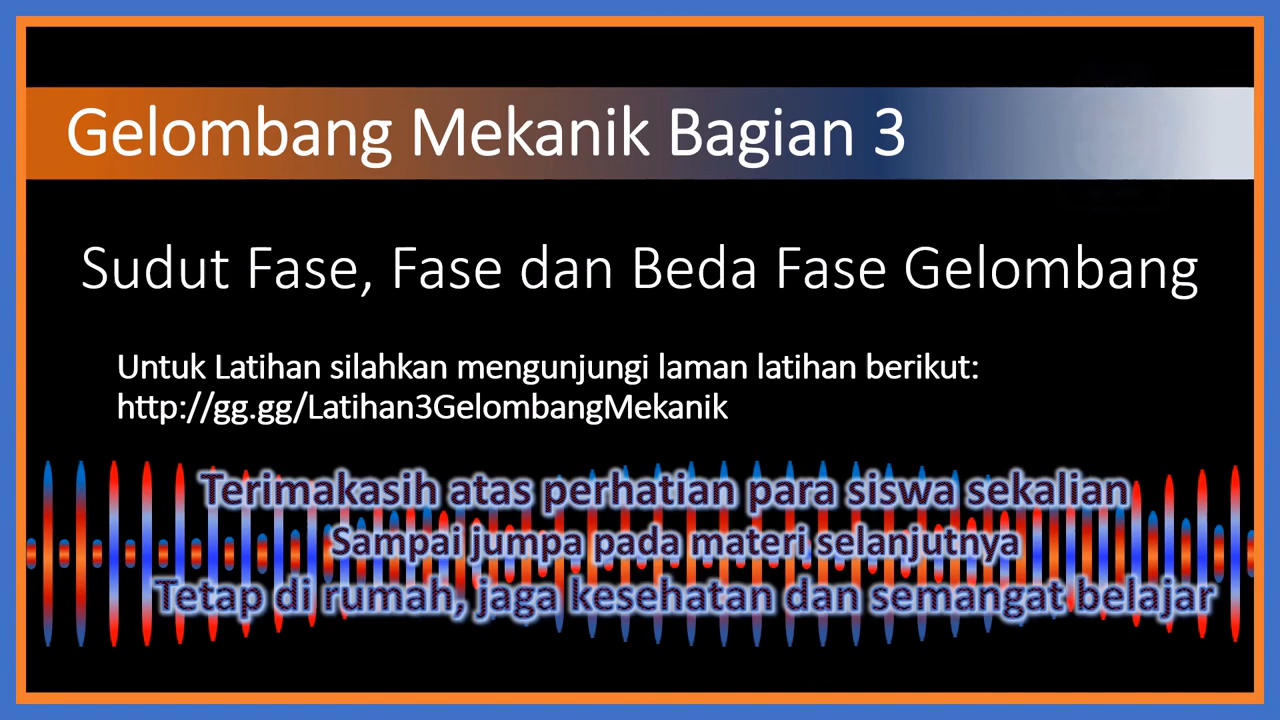 Gelombang Mekanik Bagian 3
Sudut Fase, Fase dan Beda Fase Gelombang
Untuk Latihan silahkan mengunjungi laman latihan berikut:
http://gg.gg/Latihan3GelombangMekanik
Terimakasih atas perhatian para siswa sekalian
Sampai jumpa pada materi selanjutnya
Tetap di rumah, jaga kesehatan dan semangat belajar